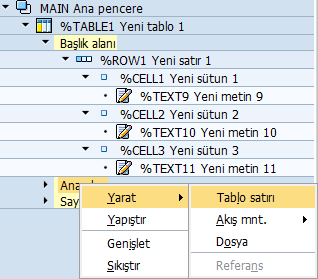 MAIN Ana pencere
%TABLE1 Yeni tablo 1
Başlık alanı
%ROW1 Yeni satır 1
%CELL1 Yeni sütun 1
%TEXT9 Yeni metin 9
%CELL2 Yeni sütun 2
%TEXT10 Yeni metin 10
%CELL3 Yeni sütun 3
%TEXT11 Yeni metin 11
Ana
Say
Yarat
Yapıştır
Genişlet
Sıkıştır
Tablo satırı
Akış mnt.
Dosya
Referans